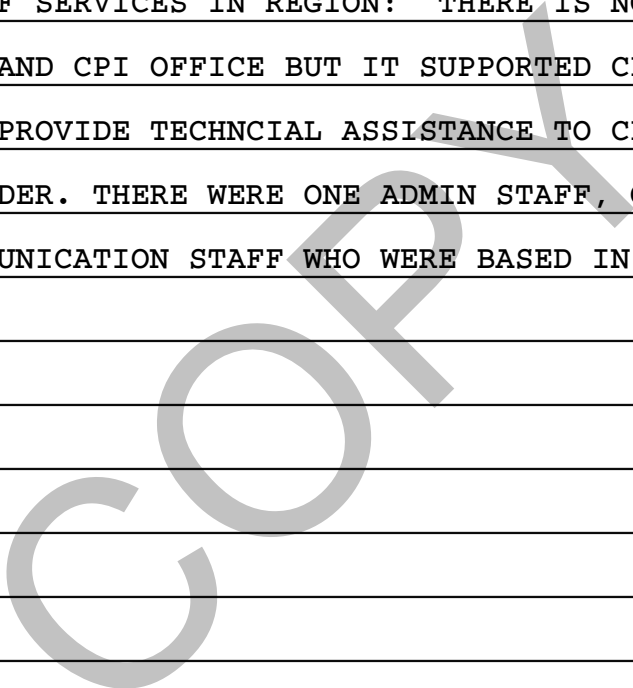 F SERVICES IN REGION: THERE IS NO
AND CPI OFFICE BUT IT SUPPORTED
PROVIDE TECHNCIAL ASSISTANCE TO
DER. THERE WERE ONE ADMIN STAFF,
UNICATION STAFF WHO WERE BASED IN
COPY